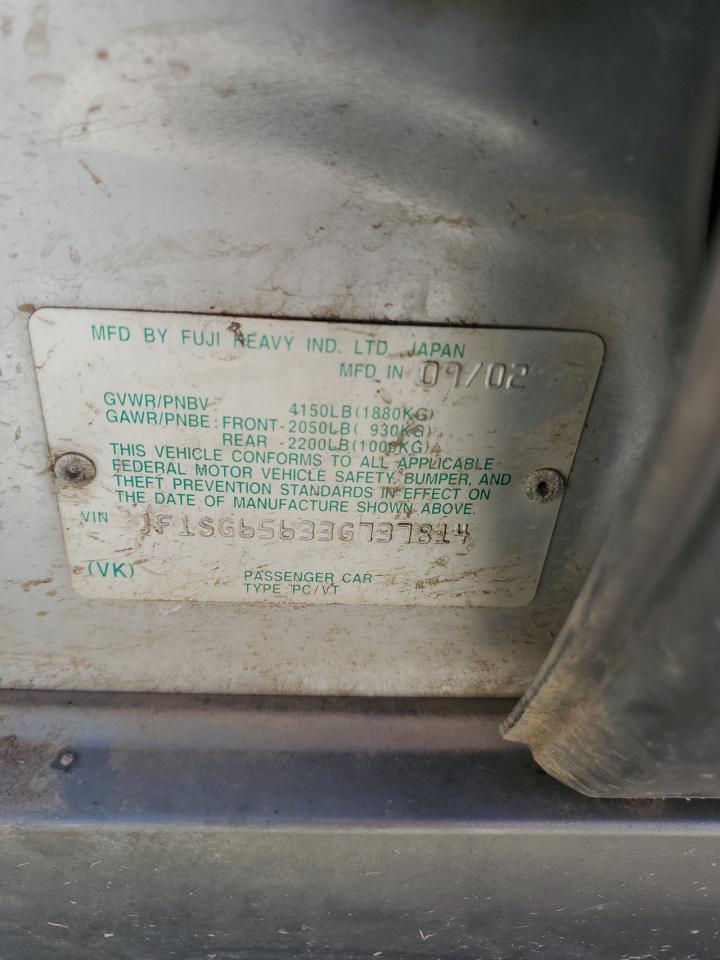 MFD BY FUJI HEAVY IND. LTD. JAPAN
MFD IN 09/02
GVWR/PNBV 4150LB(1880KG)
GAWR/PNBE : FRONT-2050LB( 930KG)
REAR -2200LB(1000KG)
THIS VEHICLE CONFORMS TO ALL APPLICABLE
FEDERAL MOTOR VEHICLE SAFETY, BUMPER, AND
THEFT PREVENTION STANDARDS IN EFFECT ON
THE DATE OF MANUFACTURE SHOWN ABOVE.
VIN JF1SG65633G737814
(VK) PASSENGER CAR
TYPE : PC/VT